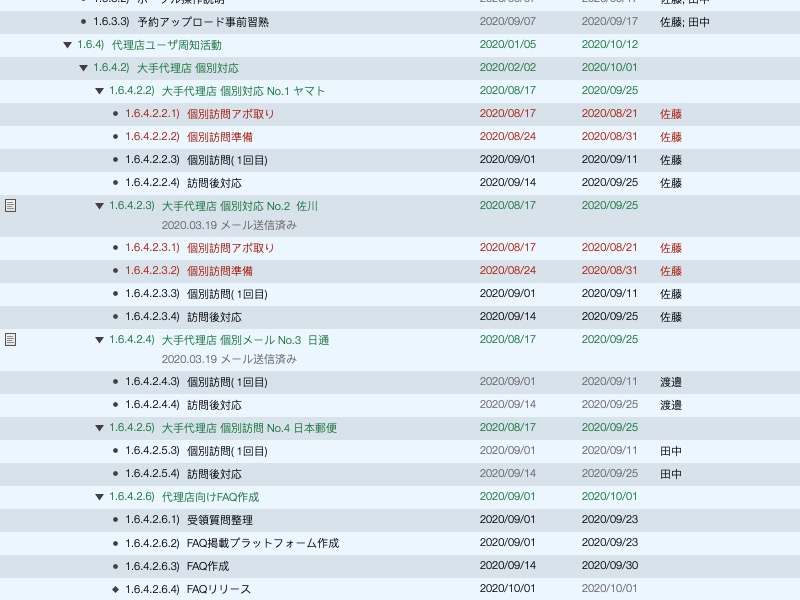 1.6.3.3) 予約アップロード事前習熟 2020/09/07 2020/09/17 佐藤; 田中
1.6.4) 代理店ユーザ周知活動 2020/01/05 2020/10/12
1.6.4.2) 大手代理店 個別対応 2020/02/02 2020/10/01
1.6.4.2.2) 大手代理店 個別対応 No.1 ヤマト 2020/08/17 2020/09/25
1.6.4.2.2.1) 個別訪問アポ取り 2020/08/17 2020/08/21 佐藤
1.6.4.2.2.2) 個別訪問準備 2020/08/24 2020/08/31 佐藤
1.6.4.2.2.3) 個別訪問( 1回目) 2020/09/01 2020/09/11 佐藤
1.6.4.2.2.4) 訪問後対応 2020/09/14 2020/09/25 佐藤
1.6.4.2.3) 大手代理店 個別対応 No.2 佐川 2020/08/17 2020/09/25
2020.03.19 メール送信済み
1.6.4.2.3.1) 個別訪問アポ取り 2020/08/17 2020/08/21 佐藤
1.6.4.2.3.2) 個別訪問準備 2020/08/24 2020/08/31 佐藤
1.6.4.2.3.3) 個別訪問( 1回目) 2020/09/01 2020/09/11 佐藤
1.6.4.2.3.4) 訪問後対応 2020/09/14 2020/09/25 佐藤
1.6.4.2.4) 大手代理店 個別メール No.3 日通 2020/08/17 2020/09/25
2020.03.19 メール送信済み
1.6.4.2.4.3) 個別訪問( 1回目) 2020/09/01 2020/09/11 渡邉
1.6.4.2.4.4) 訪問後対応 2020/09/14 2020/09/25 渡邉
1.6.4.2.5) 大手代理店 個別訪問 No.4 日本郵便 2020/08/17 2020/09/25
1.6.4.2.5.3) 個別訪問( 1回目) 2020/09/01 2020/09/11 田中
1.6.4.2.5.4) 訪問後対応 2020/09/14 2020/09/25 田中
1.6.4.2.6) 代理店向けFAQ作成 2020/09/01 2020/10/01
1.6.4.2.6.1) 受領質問整理 2020/09/01 2020/09/23
1.6.4.2.6.2) FAQ掲載プラットフォーム作成 2020/09/01 2020/09/23
1.6.4.2.6.3) FAQ作成 2020/09/14 2020/09/30
1.6.4.2.6.4) FAQリリース 2020/10/01 2020/10/01